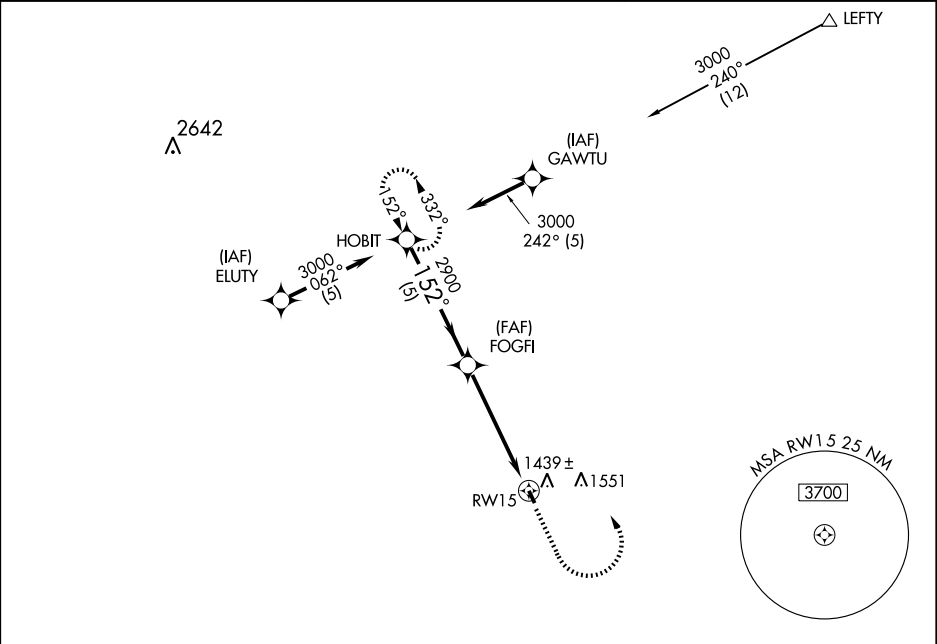 LEFTY
3000
240°
(12)
2642
(IAF)
GAWTU
3000
242° (5)
152°
332°
HOBIT
(IAF)
ELUTY
3000
062°
(5)
2900
152°
(5)
(FAF)
FOGFI
1439 ±
1551
RW15
MSA RW15 25 NM
3700